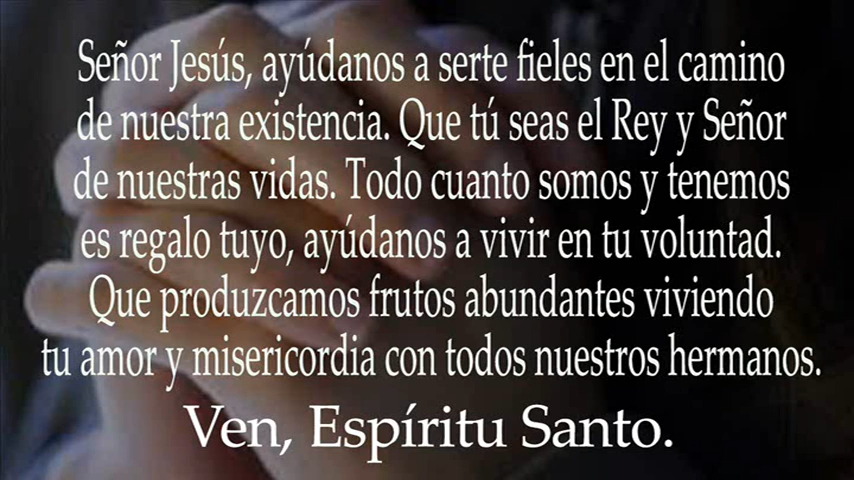 Señor Jesús, ayúdanos a serte fieles en el camino
de nuestra existencia. Que tú seas el Rey y Señor
de nuestras vidas. Todo cuanto somos y tenemos
es regalo tuyo, ayúdanos a vivir en tu voluntad.
Que produzcamos frutos abundantes viviendo
tu amor y misericordia con todos nuestros hermanos.
Ven, Espíritu Santo.